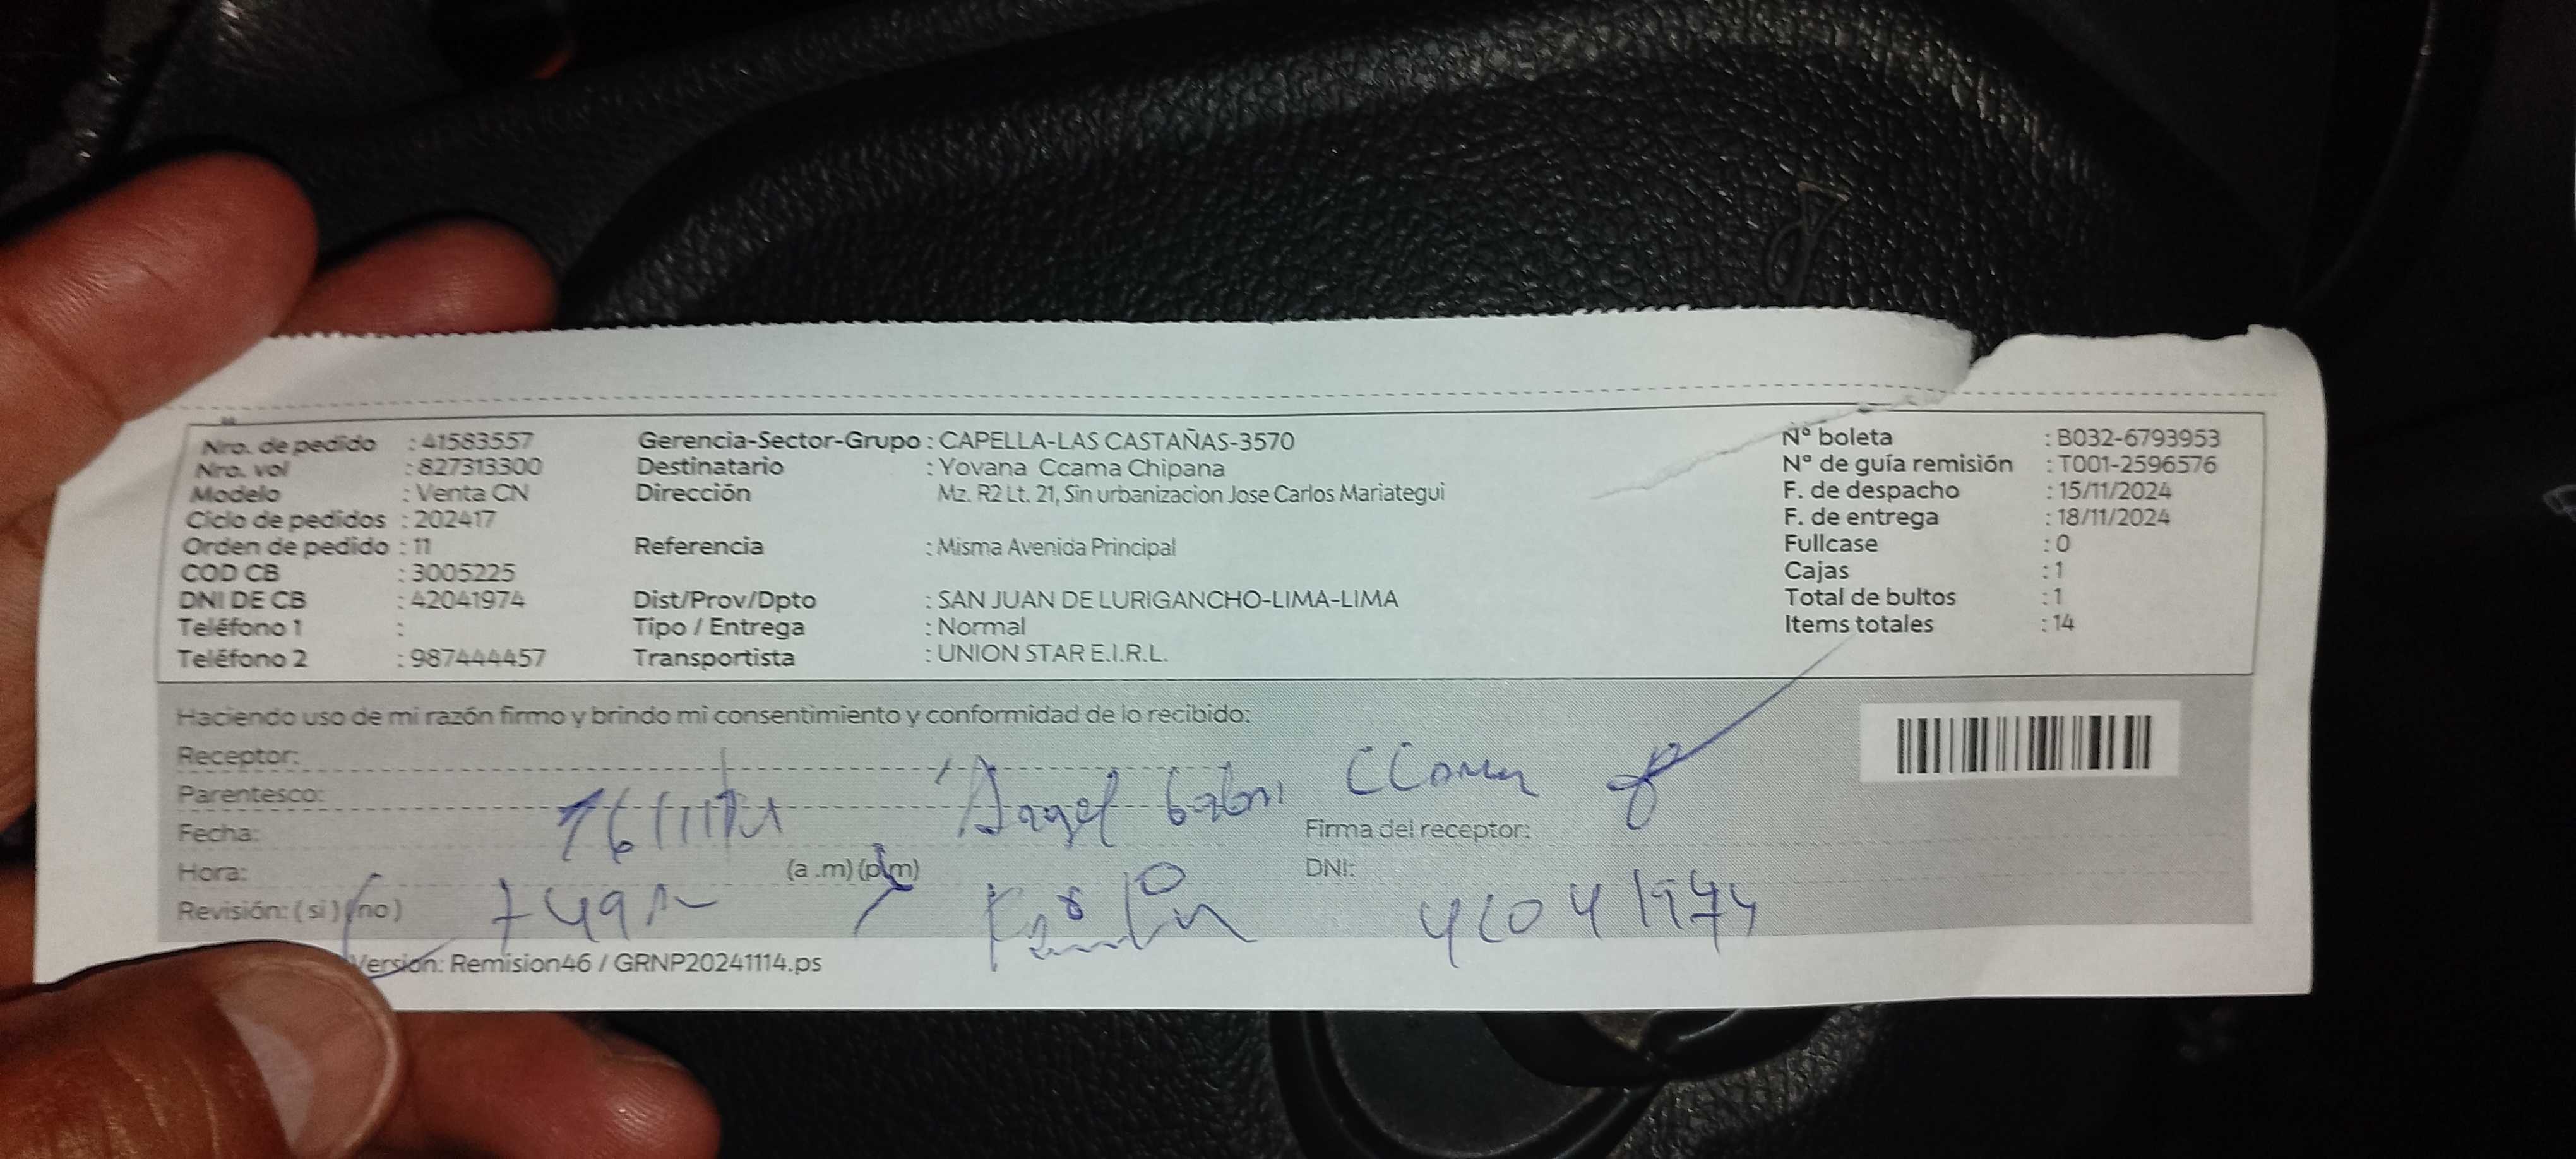 Nro. de pedido : 41583557 Gerencia-Sector-Grupo : CAPELLA-LAS CASTAÑAS-3570 N° boleta : B032-6793953
Nro. vol : 827313300 Destinatario : Yovana Ccama Chipana N° de guía remisión : T001-2596576
Modelo : Venta CN Dirección Mz. R2 Lt. 21, Sin urbanizacion Jose Carlos Mariategui F. de despacho : 15/11/2024
Ciclo de pedidos : 202417 F. de entrega : 18/11/2024
Orden de pedido : 11 Referencia : Misma Avenida Principal Fullcase : 0
COD CB : 3005225 Cajas : 1
DNI DE CB : 42041974 Dist/Prov/Dpto : SAN JUAN DE LURIGANCHO-LIMA-LIMA Total de bultos : 1
Teléfono 1 : Tipo / Entrega : Normal Items totales : 14
Teléfono 2 : 987444457 Transportista : UNION STAR E.I.R.L.
Haciendo uso de mi razón firmo y brindo mi consentimiento y conformidad de lo recibido:
Receptor:
Parentesco: Angel Ccama
Fecha: Firma del receptor:
Hora: (a .m) (p.m) DNI:
Revisión: ( si ) (no )
Version: Remision46 / GRNP20241114.ps